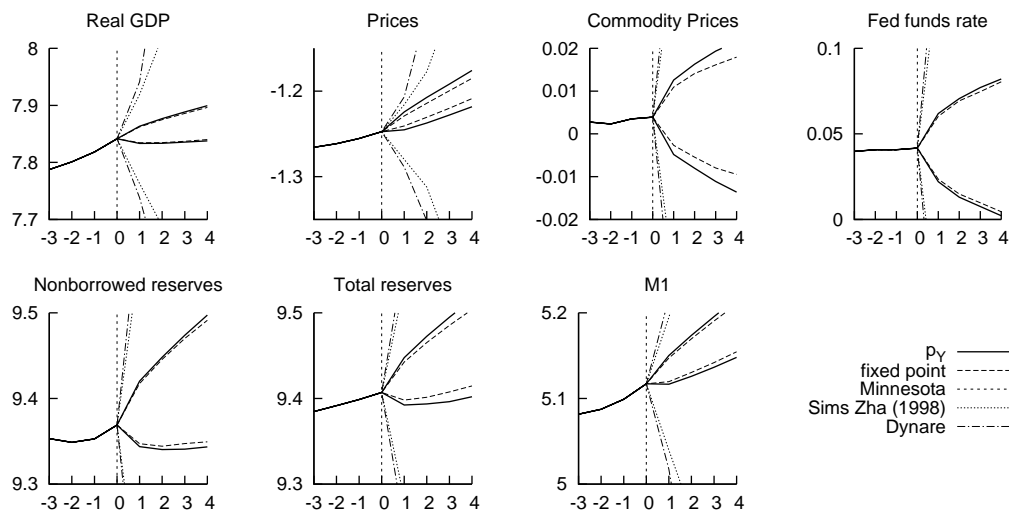 Real GDP
8
7.9
7.8
7.7
-3 -2 -1 0 1 2 3 4
Prices
-1.2
-1.3
-3 -2 -1 0 1 2 3 4
Commodity Prices
0.02
0.01
0
-0.01
-0.02
-3 -2 -1 0 1 2 3 4
Fed funds rate
0.1
0.05
0
-3 -2 -1 0 1 2 3 4
Nonborrowed reserves
9.5
9.4
9.3
-3 -2 -1 0 1 2 3 4
Total reserves
9.5
9.4
9.3
-3 -2 -1 0 1 2 3 4
M1
5.2
5.1
5
-3 -2 -1 0 1 2 3 4
pY
fixed point
Minnesota
Sims Zha (1998)
Dynare